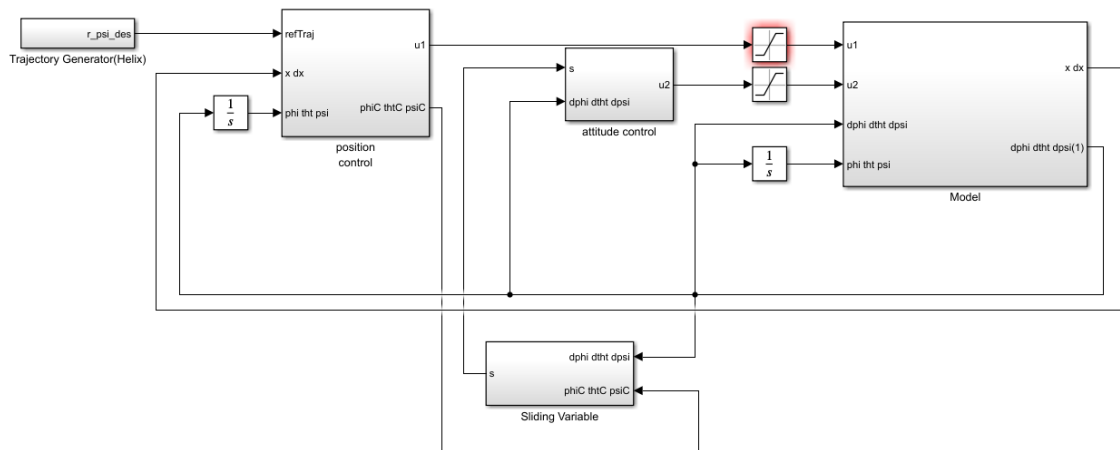 r_psi_des
Trajectory Generator(Helix)
refTraj
x dx
phi tht psi
u1
phiC thtC psiC
position
control
1
s
s
dphi dtht dpsi
u2
attitude control
1
s
u1
u2
dphi dtht dpsi
phi tht psi
x dx
dphi dtht dpsi(1)
Model
dphi dtht dpsi
s
phiC thtC psiC
Sliding Variable